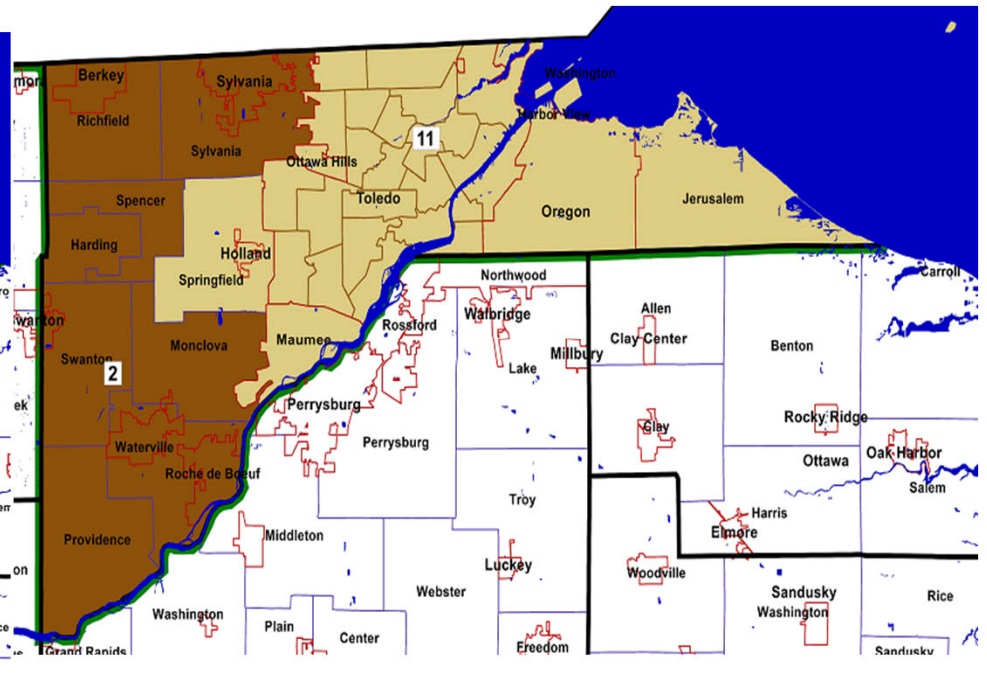 Berkey
Sylvania
Washington
Harbor View
Richfield
11
Sylvania
Ottawa Hills
Spencer
Toledo
Jerusalem
Oregon
Harding
Holland
Northwood
Springfield
Carroll
Allen
Walbridge
Rossford
Clay Center
Maumee
Monclova
Benton
Swanton
Millbury
Lake
2
ek
Perrysburg
Rocky Ridge
Clay
Perrysburg
Waterville
Oak Harbor
Ottawa
Roche de Boeuf
Salem
Troy
Harris
Elmore
Middleton
Providence
on
Luckey
Woodville
Webster
Sandusky
Rice
Washington
Washington
Plain
Center
Freedom
Grand Rapids
Sandusky